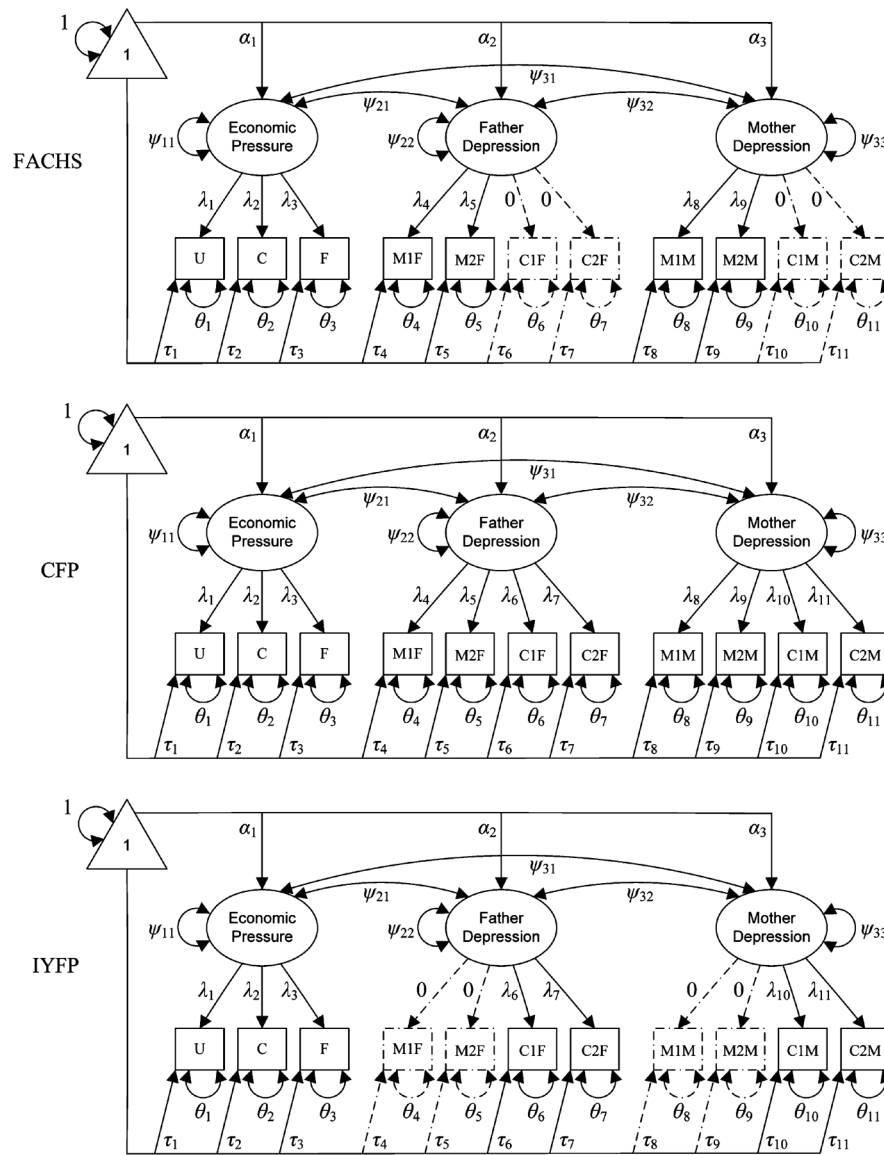 1
1
α1 α2 α3
ψ31
ψ21 ψ32
Economic Pressure
Father Depression
Mother Depression
ψ11 ψ22 ψ33
FACHS
λ1 λ2 λ3 λ4 λ5 0 0 λ8 λ9 0 0
U C F M1F M2F C1F C2F M1M M2M C1M C2M
θ1 θ2 θ3 θ4 θ5 θ6 θ7 θ8 θ9 θ10 θ11
τ1 τ2 τ3 τ4 τ5 τ6 τ7 τ8 τ9 τ10 τ11
1
1
α1 α2 α3
ψ31
ψ21 ψ32
Economic Pressure
Father Depression
Mother Depression
ψ11 ψ22 ψ33
CFP
λ1 λ2 λ3 λ4 λ5 λ6 λ7 λ8 λ9 λ10 λ11
U C F M1F M2F C1F C2F M1M M2M C1M C2M
θ1 θ2 θ3 θ4 θ5 θ6 θ7 θ8 θ9 θ10 θ11
τ1 τ2 τ3 τ4 τ5 τ6 τ7 τ8 τ9 τ10 τ11
1
1
α1 α2 α3
ψ31
ψ21 ψ32
Economic Pressure
Father Depression
Mother Depression
ψ11 ψ22 ψ33
IYFP
λ1 λ2 λ3 0 0 λ6 λ7 0 0 λ10 λ11
U C F M1F M2F C1F C2F M1M M2M C1M C2M
θ1 θ2 θ3 θ4 θ5 θ6 θ7 θ8 θ9 θ10 θ11
τ1 τ2 τ3 τ4 τ5 τ6 τ7 τ8 τ9 τ10 τ11